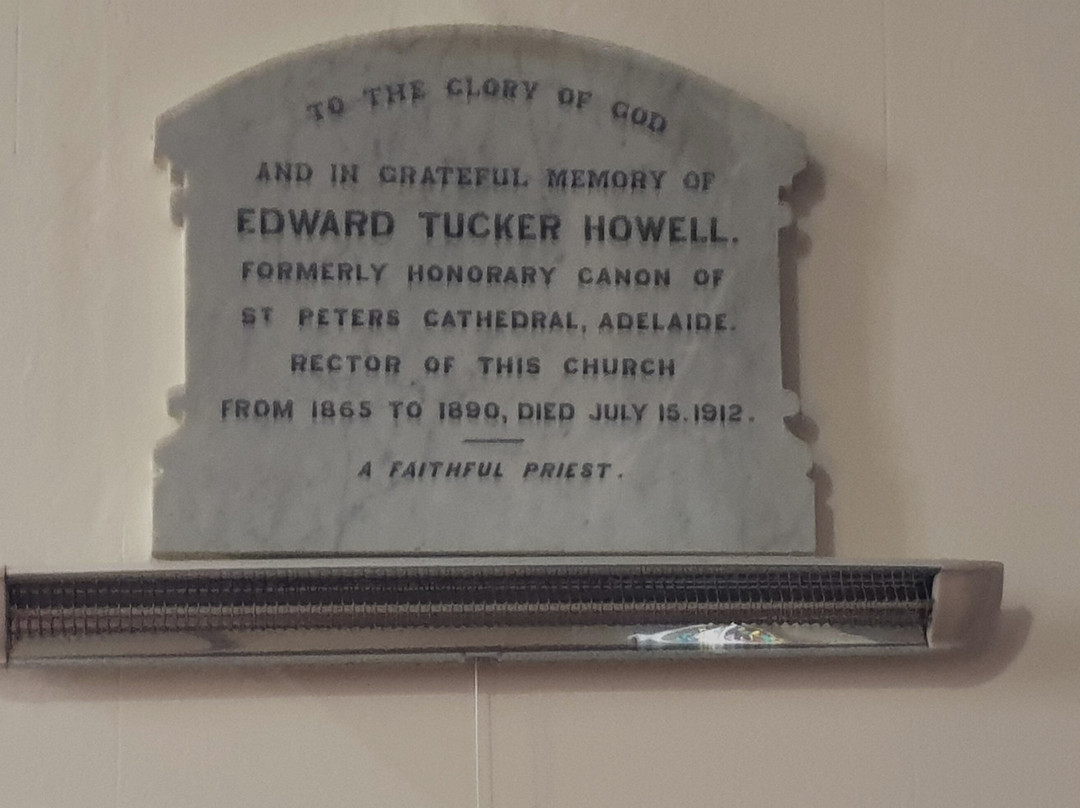 TO THE GLORY OF GOD
AND IN GRATEFUL MEMORY OF
EDWARD TUCKER HOWELL.
FORMERLY HONORARY CANON OF
ST PETERS CATHEDRAL, ADELAIDE.
RECTOR OF THIS CHURCH
FROM 1865 TO 1890, DIED JULY 15.1912.
A FAITHFUL PRIEST.